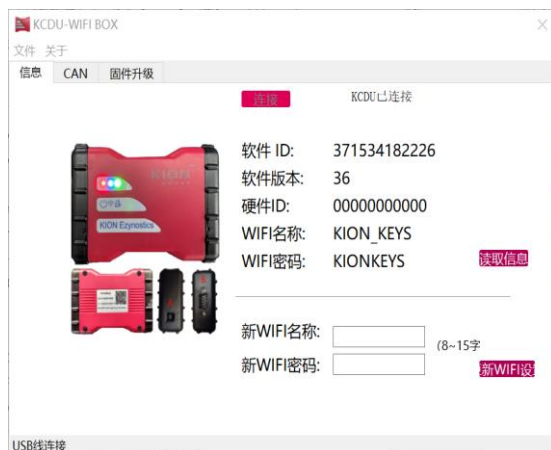 KCDU-WIFI BOX
文件 关于
信息 CAN 固件升级
连接 KCDU已连接
软件 ID: 371534182226
软件版本: 36
硬件ID: 00000000000
WIFI名称: KION_KEYS
WIFI密码: KIONKEYS 读取信息
KION
KION Ezynostics
新WIFI名称:
(8~15字
新WIFI密码: 新WIFI设
USB线连接